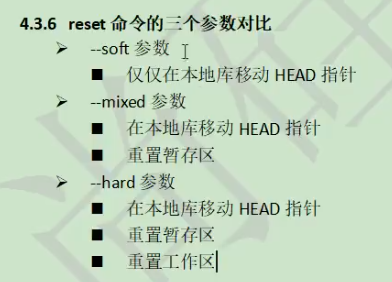 4.3.6 reset 命令的三个参数对比
--soft 参数
仅仅在本地库移动 HEAD 指针
--mixed 参数
在本地库移动 HEAD 指针
重置暂存区
--hard 参数
在本地库移动 HEAD 指针
重置暂存区
重置工作区